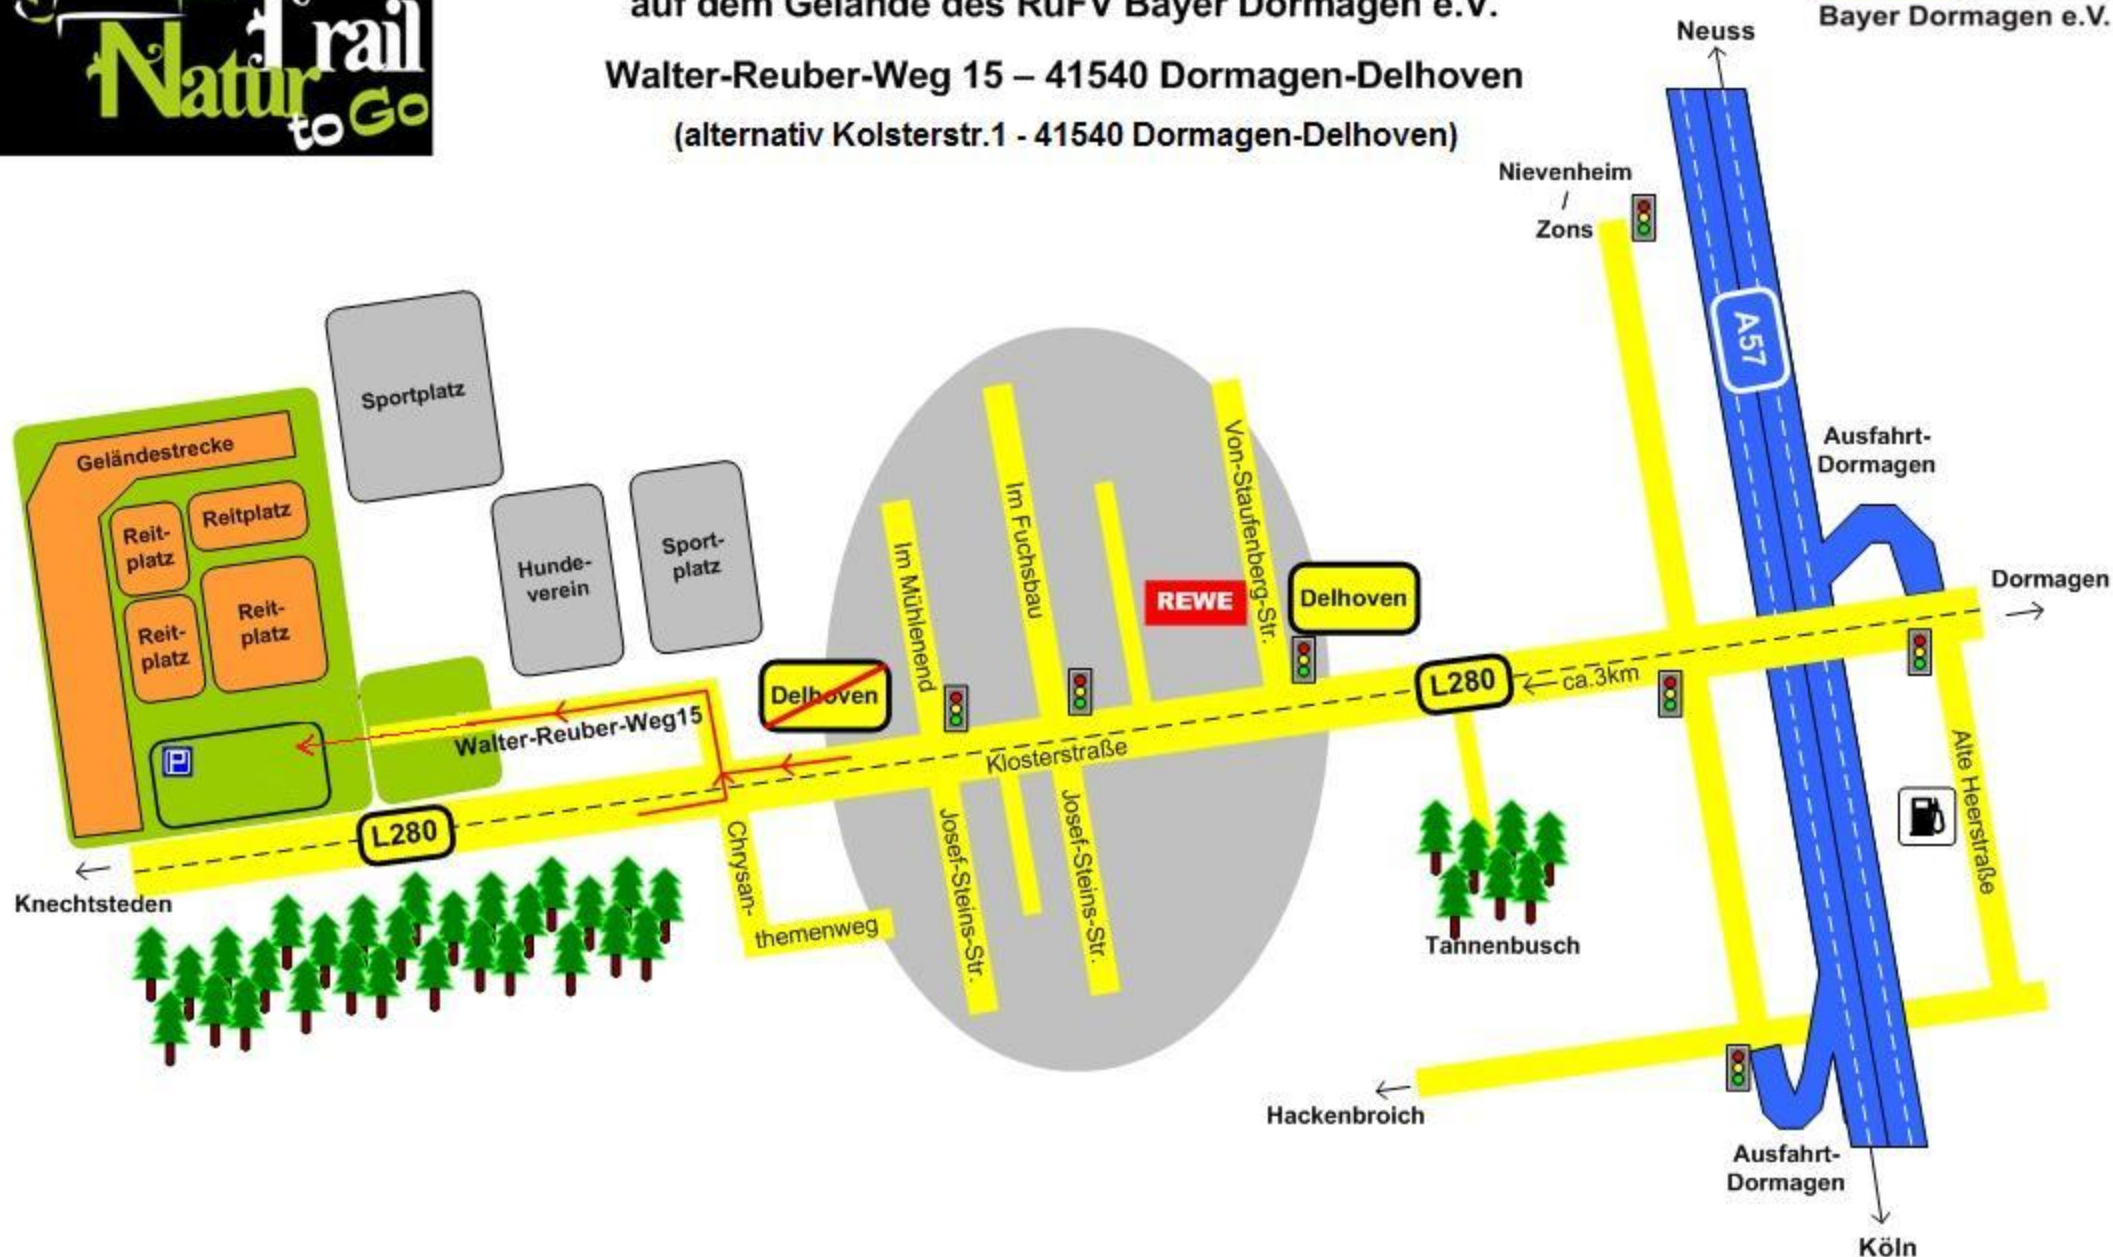 Trail
Natur
to Go
auf dem Gelände des RuFV Bayer Dormagen e.V.
Walter-Reuber-Weg 15 – 41540 Dormagen-Delhoven
(alternativ Kolsterstr.1 - 41540 Dormagen-Delhoven)
Bayer Dormagen e.V.
Neuss
Nievenheim
/
Zons
A57
Ausfahrt-
Dormagen
Dormagen
Sportplatz
Geländestrecke
Reit-
platz
Reitplatz
Reit-
platz
Reit-
platz
Hunde-
verein
Sport-
platz
Im Mühlenend
Im Fuchsbau
Von-Staufenberg-Str.
REWE
Delhoven
Delhoven
L280
ca.3km
Walter-Reuber-Weg15
P
Klosterstraße
L280
Knechtsteden
Chrysan-
themenweg
Josef-Steins-Str.
Josef-Steins-Str.
Tannenbusch
Alte Heerstraße
Hackenbroich
Ausfahrt-
Dormagen
Köln